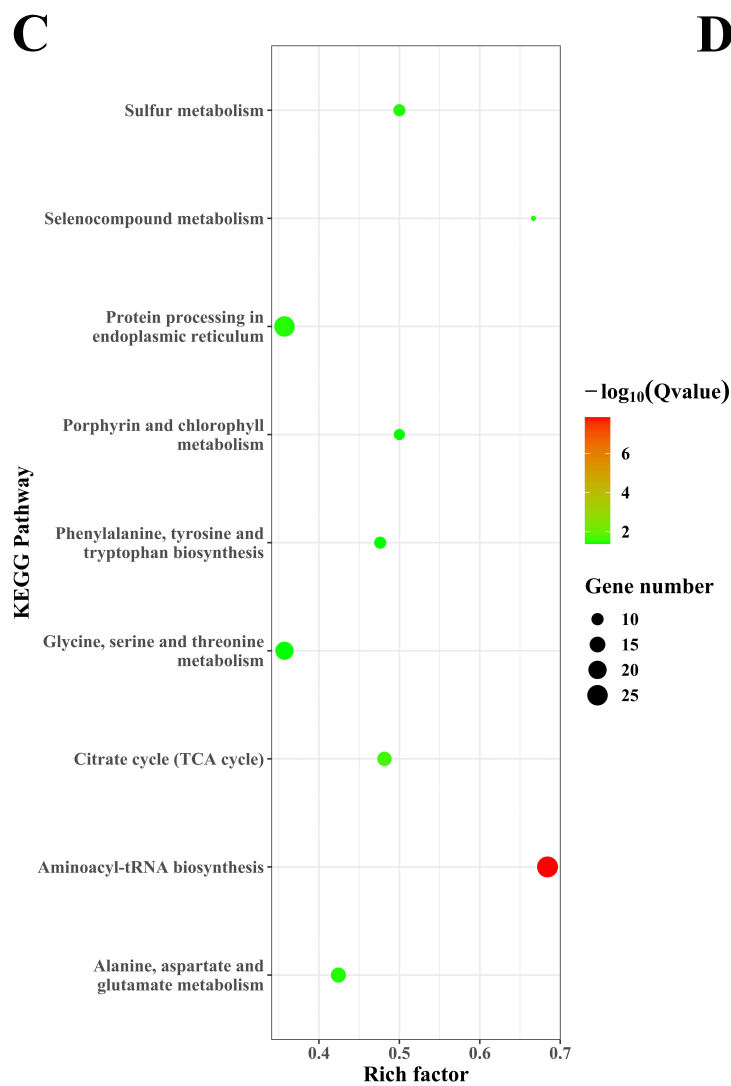 C
D
Sulfur metabolism
Selenocompound metabolism
Protein processing in
endoplasmic reticulum
Porphyrin and chlorophyll
metabolism
Phenylalanine, tyrosine and
tryptophan biosynthesis
Glycine, serine and threonine
metabolism
Citrate cycle (TCA cycle)
Aminoacyl-tRNA biosynthesis
Alanine, aspartate and
glutamate metabolism
KEGG Pathway
0.4 0.5 0.6 0.7
Rich factor
−log₁₀(Qvalue)
6
4
2
Gene number
10
15
20
25